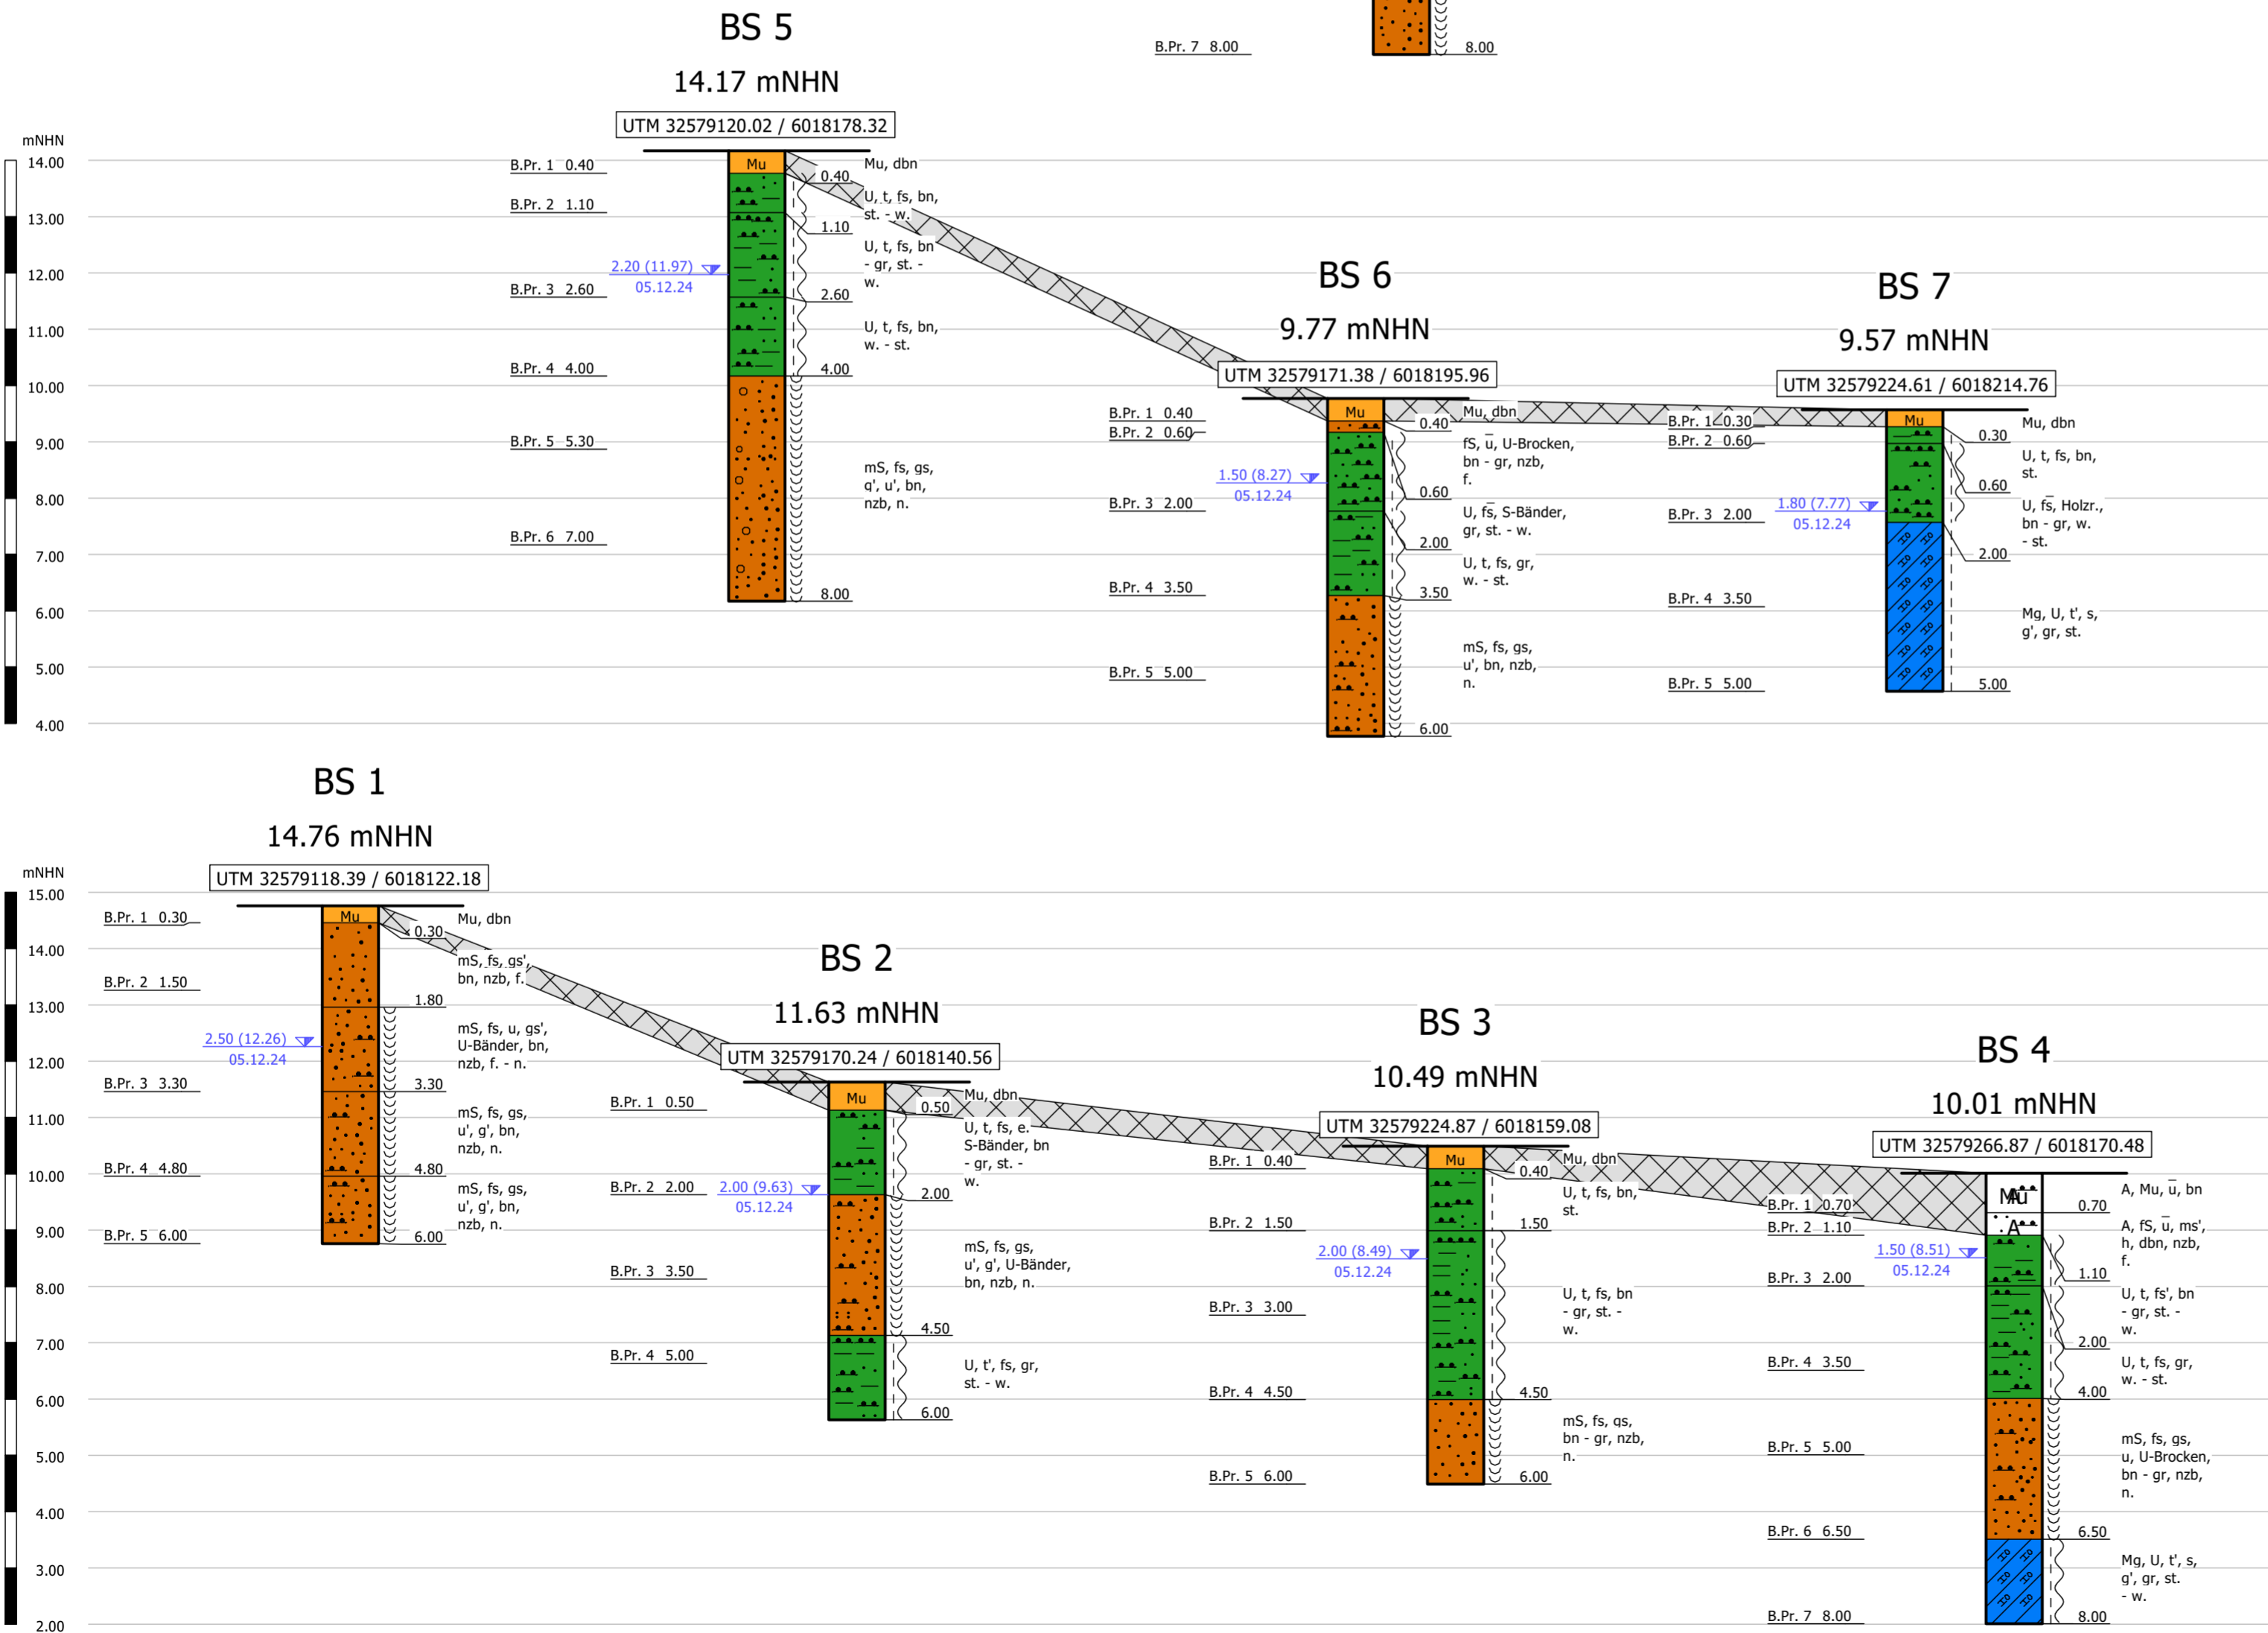 B.Pr. 7 8.00
8.00
BS 5
14.17 mNHN
UTM 32579120.02 / 6018178.32
mNHN
14.00
13.00
12.00
11.00
10.00
9.00
8.00
7.00
6.00
5.00
4.00
B.Pr. 1 0.40
B.Pr. 2 1.10
2.20 (11.97)
05.12.24
B.Pr. 3 2.60
B.Pr. 4 4.00
B.Pr. 5 5.30
B.Pr. 6 7.00
Mu
0.40
1.10
2.60
4.00
8.00
Mu, dbn
U, t, fs, bn,
st. - w.
U, t, fs, bn
- gr, st. -
w.
U, t, fs, bn,
w. - st.
mS, fs, gs,
g', u', bn,
nzb, n.
BS 6
9.77 mNHN
UTM 32579171.38 / 6018195.96
B.Pr. 1 0.40
B.Pr. 2 0.60
1.50 (8.27)
05.12.24
B.Pr. 3 2.00
B.Pr. 4 3.50
B.Pr. 5 5.00
Mu
0.40
0.60
2.00
3.50
6.00
Mu, dbn
fS, u̅, U-Brocken,
bn - gr, nzb,
f.
U, fs̅, S-Bänder,
gr, st. - w.
U, t, fs, gr,
w. - st.
mS, fs, gs,
u', bn, nzb,
n.
BS 7
9.57 mNHN
UTM 32579224.61 / 6018214.76
B.Pr. 1 0.30
B.Pr. 2 0.60
1.80 (7.77)
05.12.24
B.Pr. 3 2.00
B.Pr. 4 3.50
B.Pr. 5 5.00
Mu
0.30
0.60
2.00
5.00
Mu, dbn
U, t, fs, bn,
st.
U, fs̅, Holzr.,
bn - gr, w.
- st.
Mg, U, t', s,
g', gr, st.
BS 1
14.76 mNHN
UTM 32579118.39 / 6018122.18
mNHN
15.00
14.00
13.00
12.00
11.00
10.00
9.00
8.00
7.00
6.00
5.00
4.00
3.00
2.00
B.Pr. 1 0.30
B.Pr. 2 1.50
2.50 (12.26)
05.12.24
B.Pr. 3 3.30
B.Pr. 4 4.80
B.Pr. 5 6.00
Mu
0.30
1.80
3.30
4.80
6.00
Mu, dbn
mS, fs, gs',
bn, nzb, f.
mS, fs, u, gs',
U-Bänder, bn,
nzb, f. - n.
mS, fs, gs,
u', g', bn,
nzb, n.
mS, fs, gs,
u', g', bn,
nzb, n.
BS 2
11.63 mNHN
UTM 32579170.24 / 6018140.56
B.Pr. 1 0.50
B.Pr. 2 2.00
2.00 (9.63)
05.12.24
B.Pr. 3 3.50
B.Pr. 4 5.00
Mu
0.50
2.00
4.50
6.00
Mu, dbn
U, t, fs, e.
S-Bänder, bn
- gr, st. -
w.
mS, fs, gs,
u', g', U-Bänder,
bn, nzb, n.
U, t', fs, gr,
st. - w.
BS 3
10.49 mNHN
UTM 32579224.87 / 6018159.08
B.Pr. 1 0.40
B.Pr. 2 1.50
2.00 (8.49)
05.12.24
B.Pr. 3 3.00
B.Pr. 4 4.50
B.Pr. 5 6.00
Mu
0.40
1.50
4.50
6.00
Mu, dbn
U, t, fs, bn,
st.
U, t, fs, bn
- gr, st. -
w.
mS, fs, gs,
bn - gr, nzb,
n.
BS 4
10.01 mNHN
UTM 32579266.87 / 6018170.48
B.Pr. 1 0.70
B.Pr. 2 1.10
1.50 (8.51)
05.12.24
B.Pr. 3 2.00
B.Pr. 4 3.50
B.Pr. 5 5.00
B.Pr. 6 6.50
B.Pr. 7 8.00
Mu
A
0.70
1.10
2.00
4.00
6.50
8.00
A, Mu, u̅, bn
A, fS, u̅, ms',
h, dbn, nzb,
f.
U, t, fs', bn
- gr, st. -
w.
U, t, fs, gr,
w. - st.
mS, fs, gs,
u, U-Brocken,
bn - gr, nzb,
n.
Mg, U, t', s,
g', gr, st.
- w.